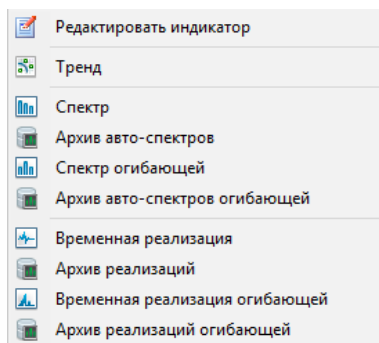 Редактировать индикатор
Тренд
Спектр
Архив авто-спектров
Спектр огибающей
Архив авто-спектров огибающей
Временная реализация
Архив реализаций
Временная реализация огибающей
Архив реализаций огибающей